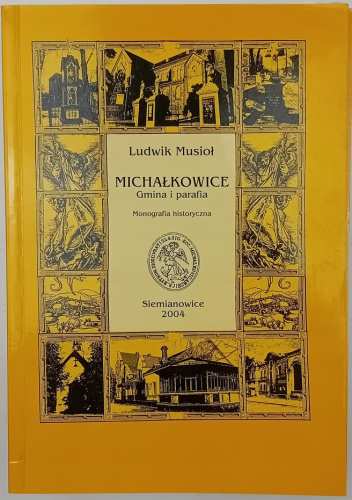 Ludwik Musioł
MICHAŁKOWICE
Gmina i parafia
Monografia historyczna
Siemianowice
2004